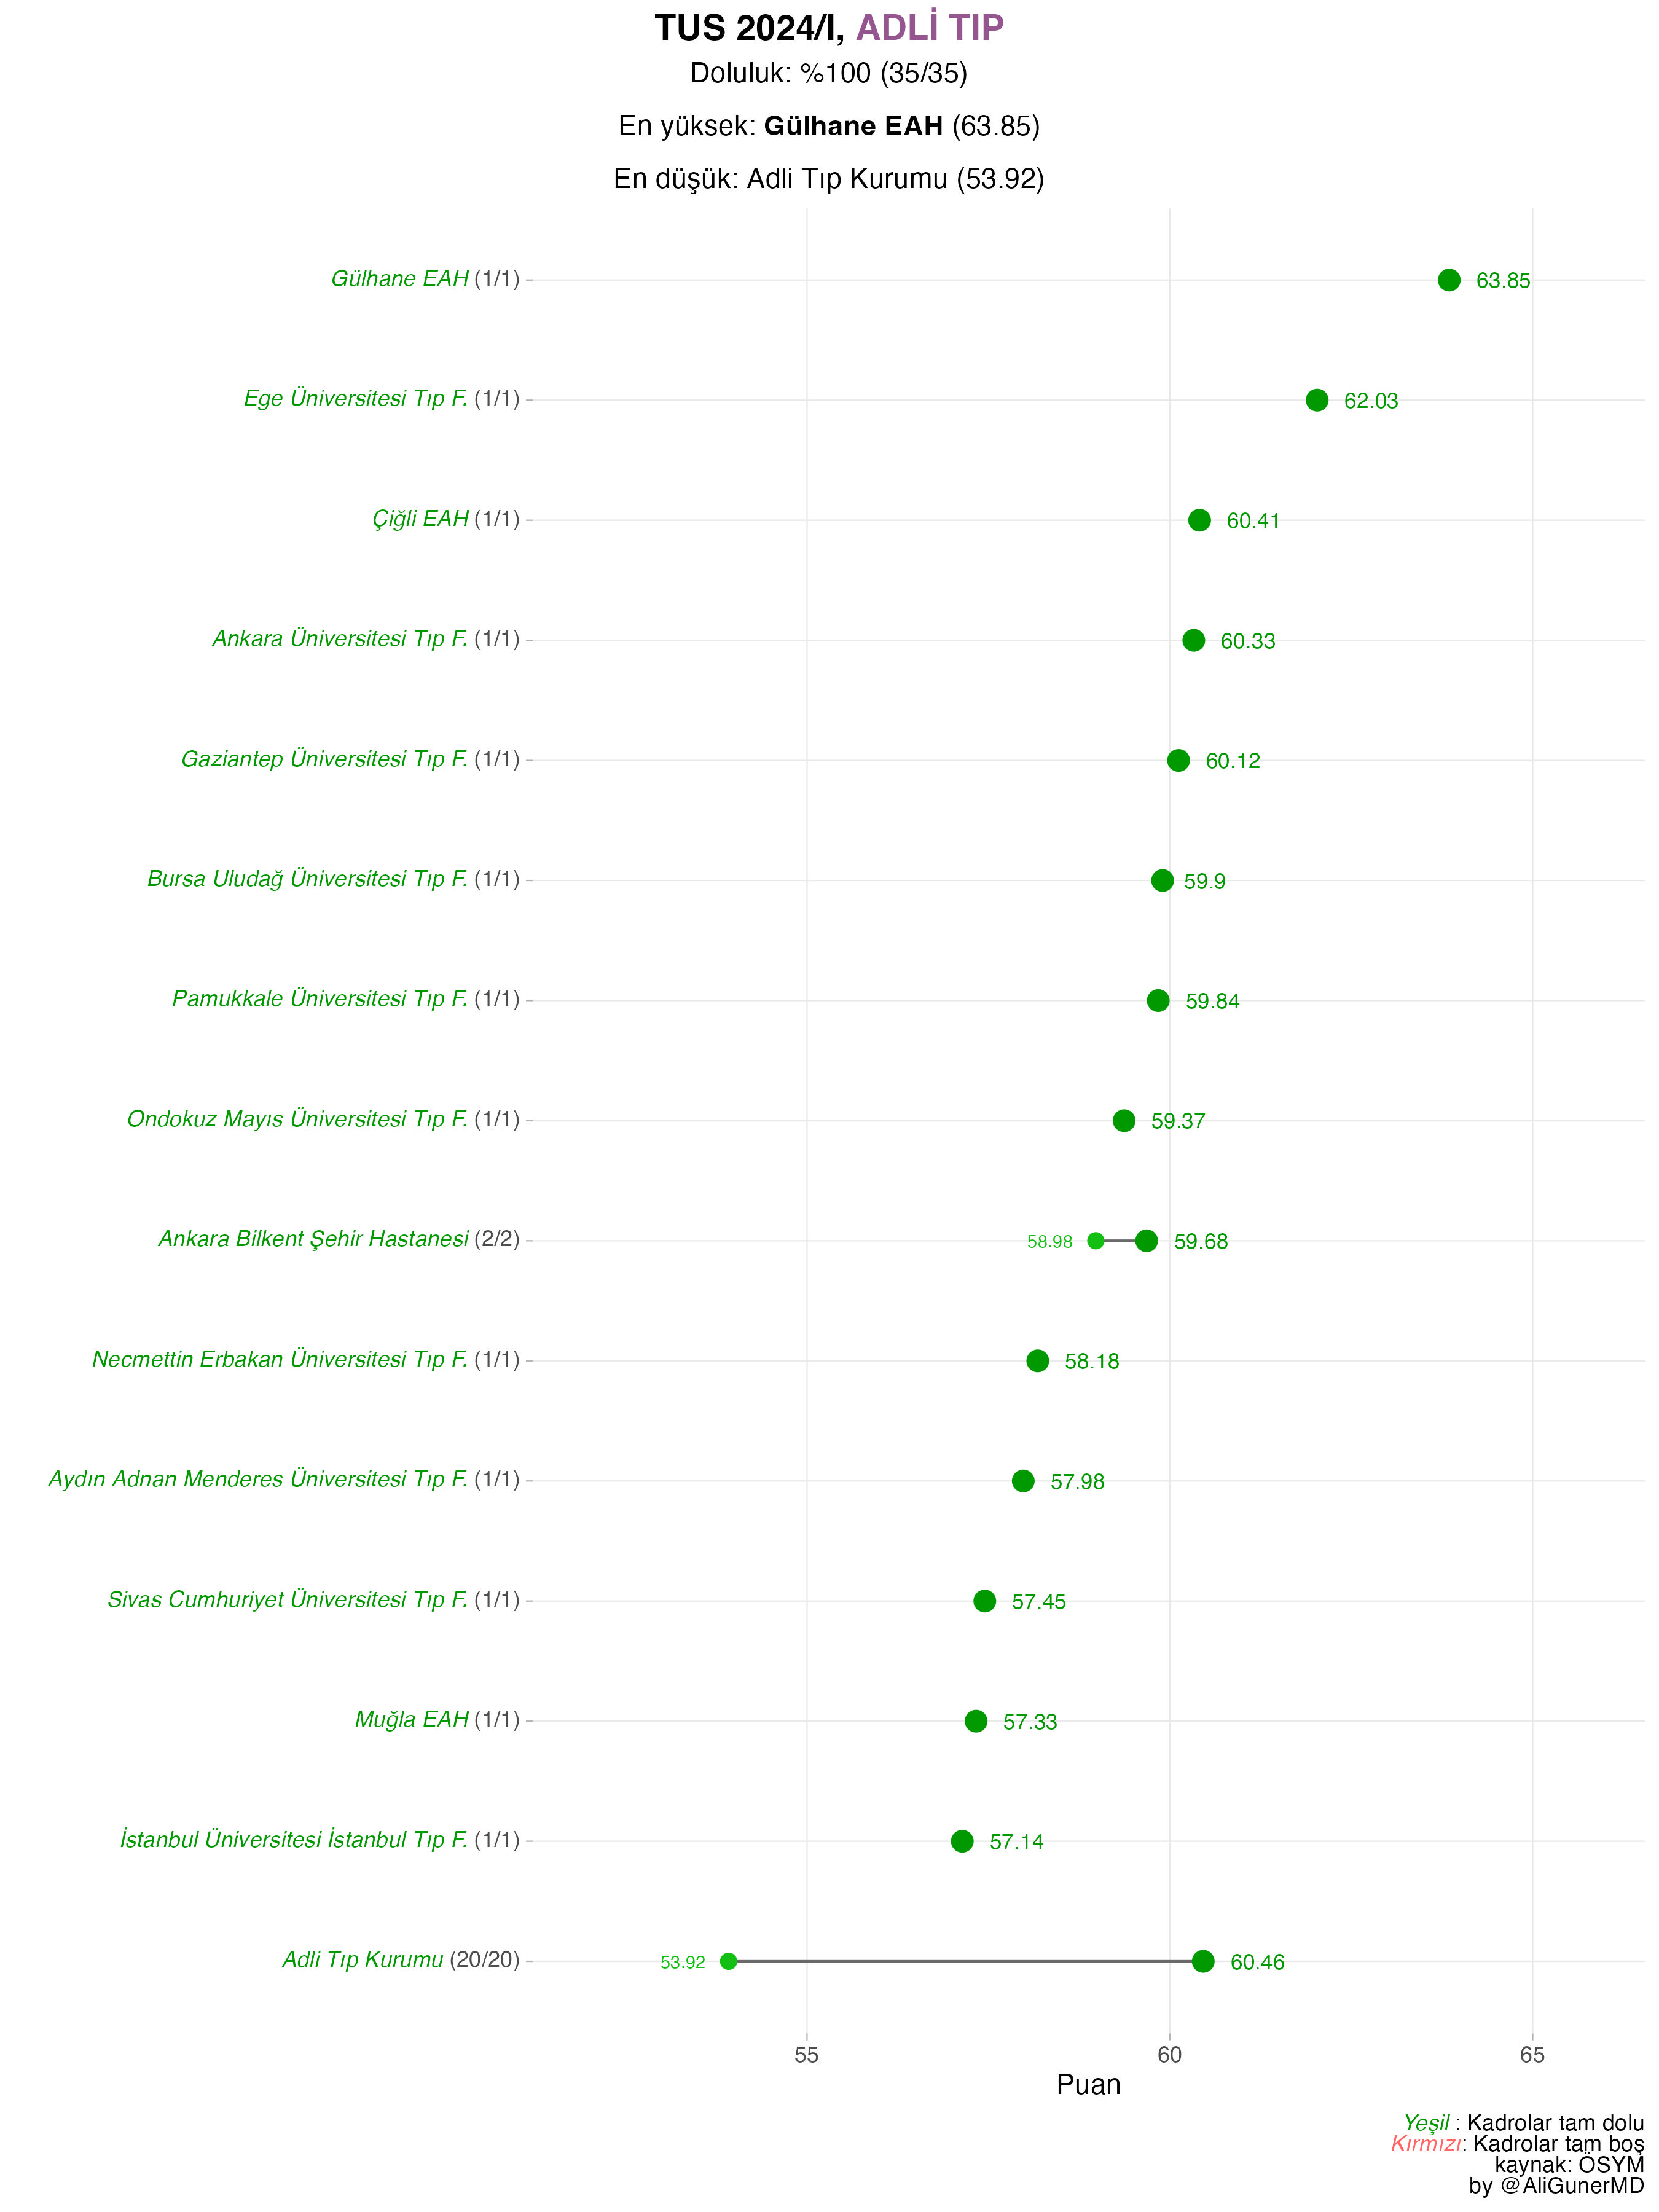 TUS 2024/I, ADLİ TIP
Doluluk: %100 (35/35)
En yüksek: Gülhane EAH (63.85)
En düşük: Adli Tıp Kurumu (53.92)
Gülhane EAH (1/1) 63.85
Ege Üniversitesi Tıp F. (1/1) 62.03
Çiğli EAH (1/1) 60.41
Ankara Üniversitesi Tıp F. (1/1) 60.33
Gaziantep Üniversitesi Tıp F. (1/1) 60.12
Bursa Uludağ Üniversitesi Tıp F. (1/1) 59.9
Pamukkale Üniversitesi Tıp F. (1/1) 59.84
Ondokuz Mayıs Üniversitesi Tıp F. (1/1) 59.37
Ankara Bilkent Şehir Hastanesi (2/2) 58.98 59.68
Necmettin Erbakan Üniversitesi Tıp F. (1/1) 58.18
Aydın Adnan Menderes Üniversitesi Tıp F. (1/1) 57.98
Sivas Cumhuriyet Üniversitesi Tıp F. (1/1) 57.45
Muğla EAH (1/1) 57.33
İstanbul Üniversitesi İstanbul Tıp F. (1/1) 57.14
Adli Tıp Kurumu (20/20) 53.92 60.46
55 60 65
Puan
Yeşil : Kadrolar tam dolu
Kırmızı: Kadrolar tam boş
kaynak: ÖSYM
by @AliGunerMD